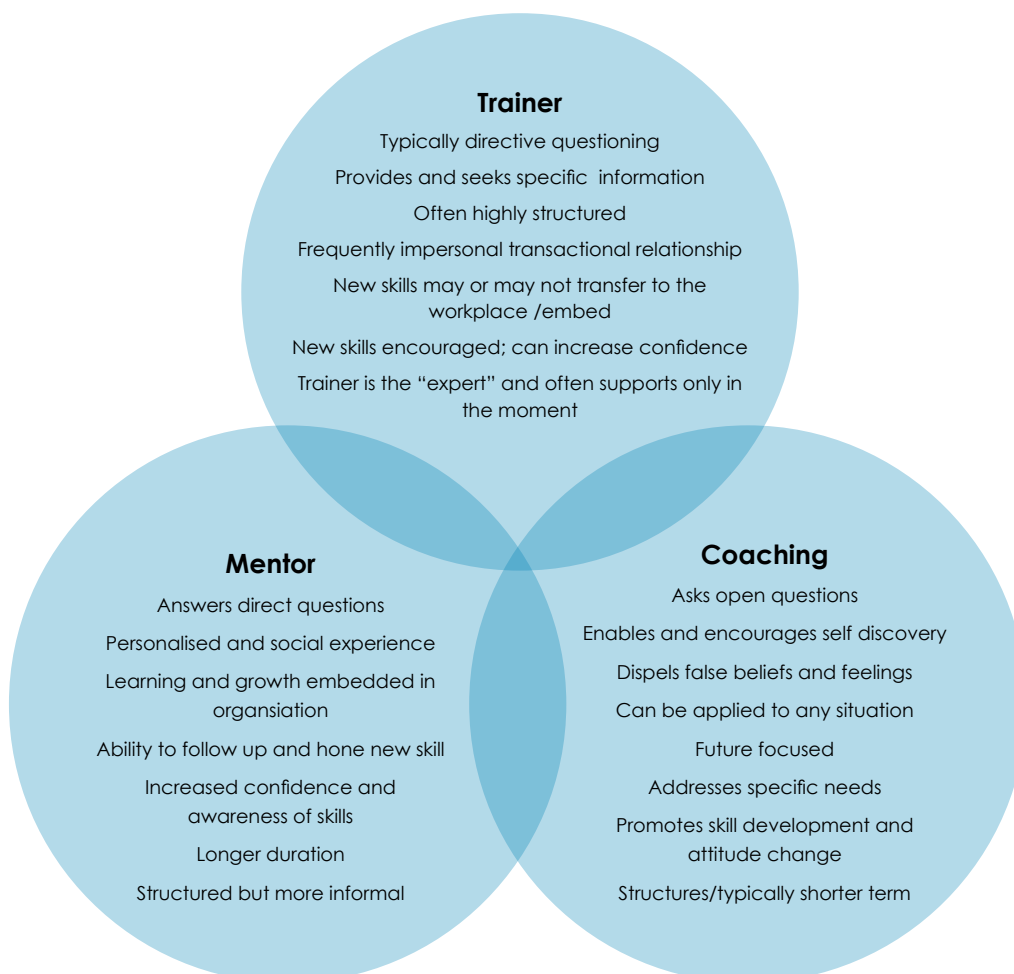 Trainer
Typically directive questioning
Provides and seeks specific information
Often highly structured
Frequently impersonal transactional relationship
New skills may or may not transfer to the
workplace /embed
New skills encouraged; can increase confidence
Trainer is the “expert” and often supports only in
the moment
Mentor
Answers direct questions
Personalised and social experience
Learning and growth embedded in
organsiation
Ability to follow up and hone new skill
Increased confidence and
awareness of skills
Longer duration
Structured but more informal
Coaching
Asks open questions
Enables and encourages self discovery
Dispels false beliefs and feelings
Can be applied to any situation
Future focused
Addresses specific needs
Promotes skill development and
attitude change
Structures/typically shorter term